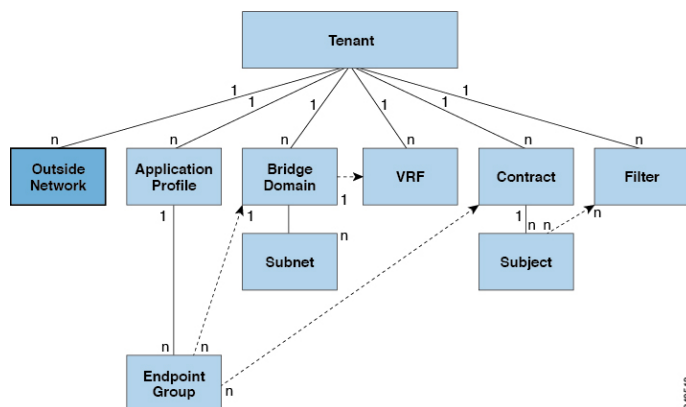 Tenant
1 1 1 1 1 1
n n n n n n
Outside
Network
Application
Profile
Bridge
Domain
VRF
Contract
Filter
1 1 1 1 n n n
n
Subnet
Subject
n n
Endpoint
Group
n